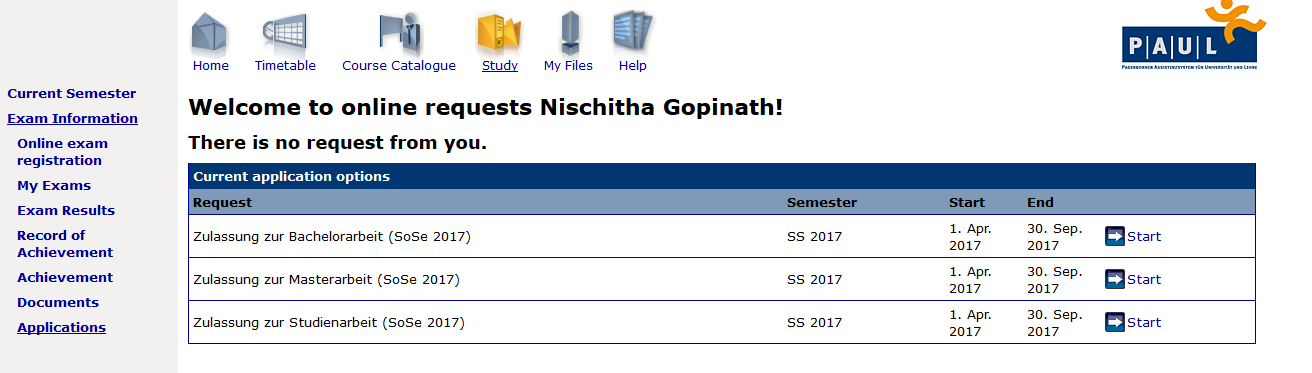 Home Timetable Course Catalogue Study My Files Help
P|A|U|L
PADERBORNER ASSISTENZSYSTEM FÜR UNIVERSITÄT UND LEHRE
Current Semester
Exam Information
Online exam
registration
My Exams
Exam Results
Record of
Achievement
Achievement
Documents
Applications
Welcome to online requests Nischitha Gopinath!
There is no request from you.
Current application options
Request Semester Start End
Zulassung zur Bachelorarbeit (SoSe 2017) SS 2017 1. Apr. 2017 30. Sep. 2017 Start
Zulassung zur Masterarbeit (SoSe 2017) SS 2017 1. Apr. 2017 30. Sep. 2017 Start
Zulassung zur Studienarbeit (SoSe 2017) SS 2017 1. Apr. 2017 30. Sep. 2017 Start